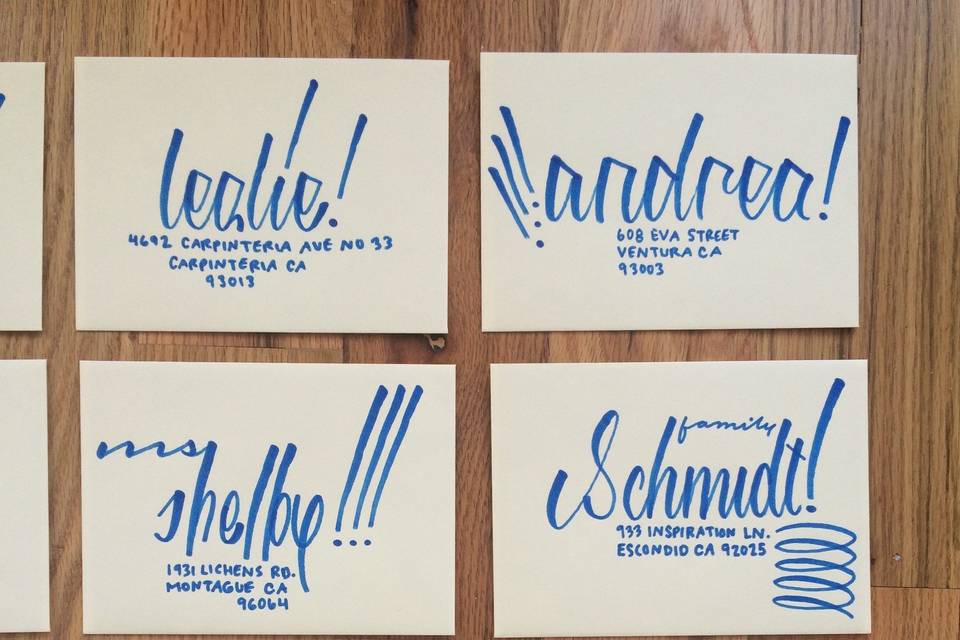 leslie!
4692 CARPINTERIA AVE NO 33
CARPINTERIA CA
93013
\\\!andrea!
608 EVA STREET
VENTURA CA
93003
ms
shelby!!!
1931 LICHENS RD.
MONTAGUE CA
96064
family
Schmidt!
933 INSPIRATION LN.
ESCONDIDO CA 92025